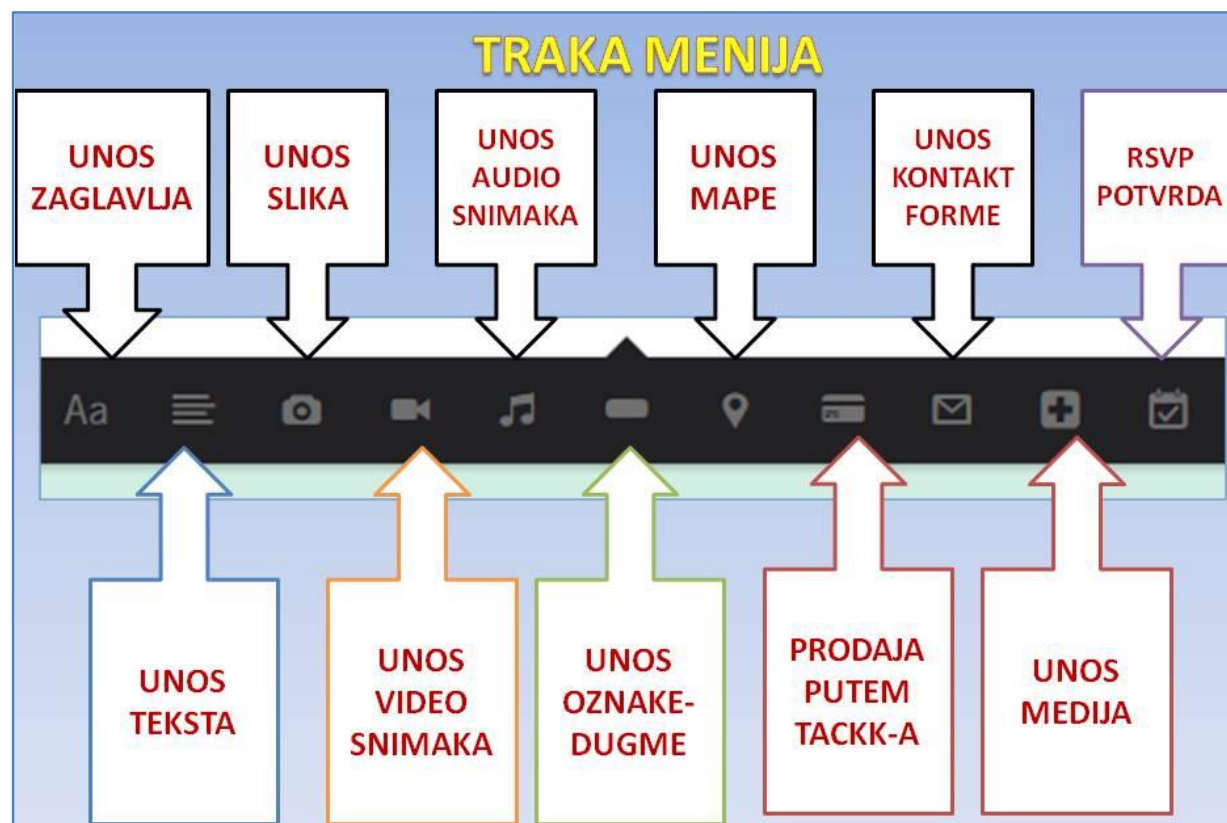 TRAKA MENIJA
UNOS
ZAGLAVLJA
UNOS
SLIKA
UNOS
AUDIO
SNIMAKA
UNOS
MAPE
UNOS
KONTAKT
FORME
RSVP
POTVRDA
Aa
UNOS
TEKSTA
UNOS
VIDEO
SNIMAKA
UNOS
OZNAKE-
DUGME
PRODAJA
PUTEM
TACKK-A
UNOS
MEDIJA